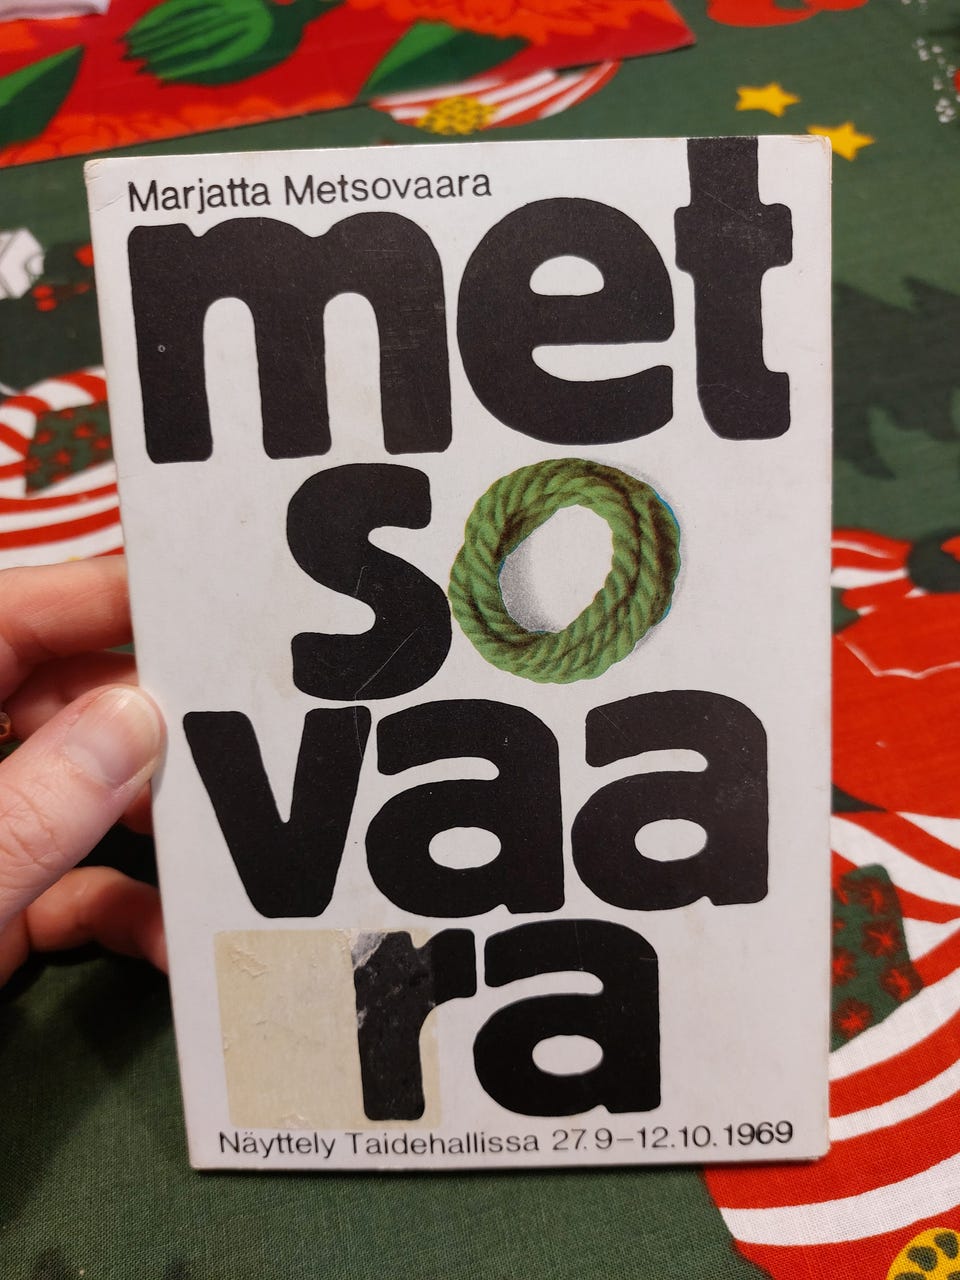 Marjatta Metsovaara
met
so
vaa
ra
Näyttely Taidehallissa 27.9–12.10.1969